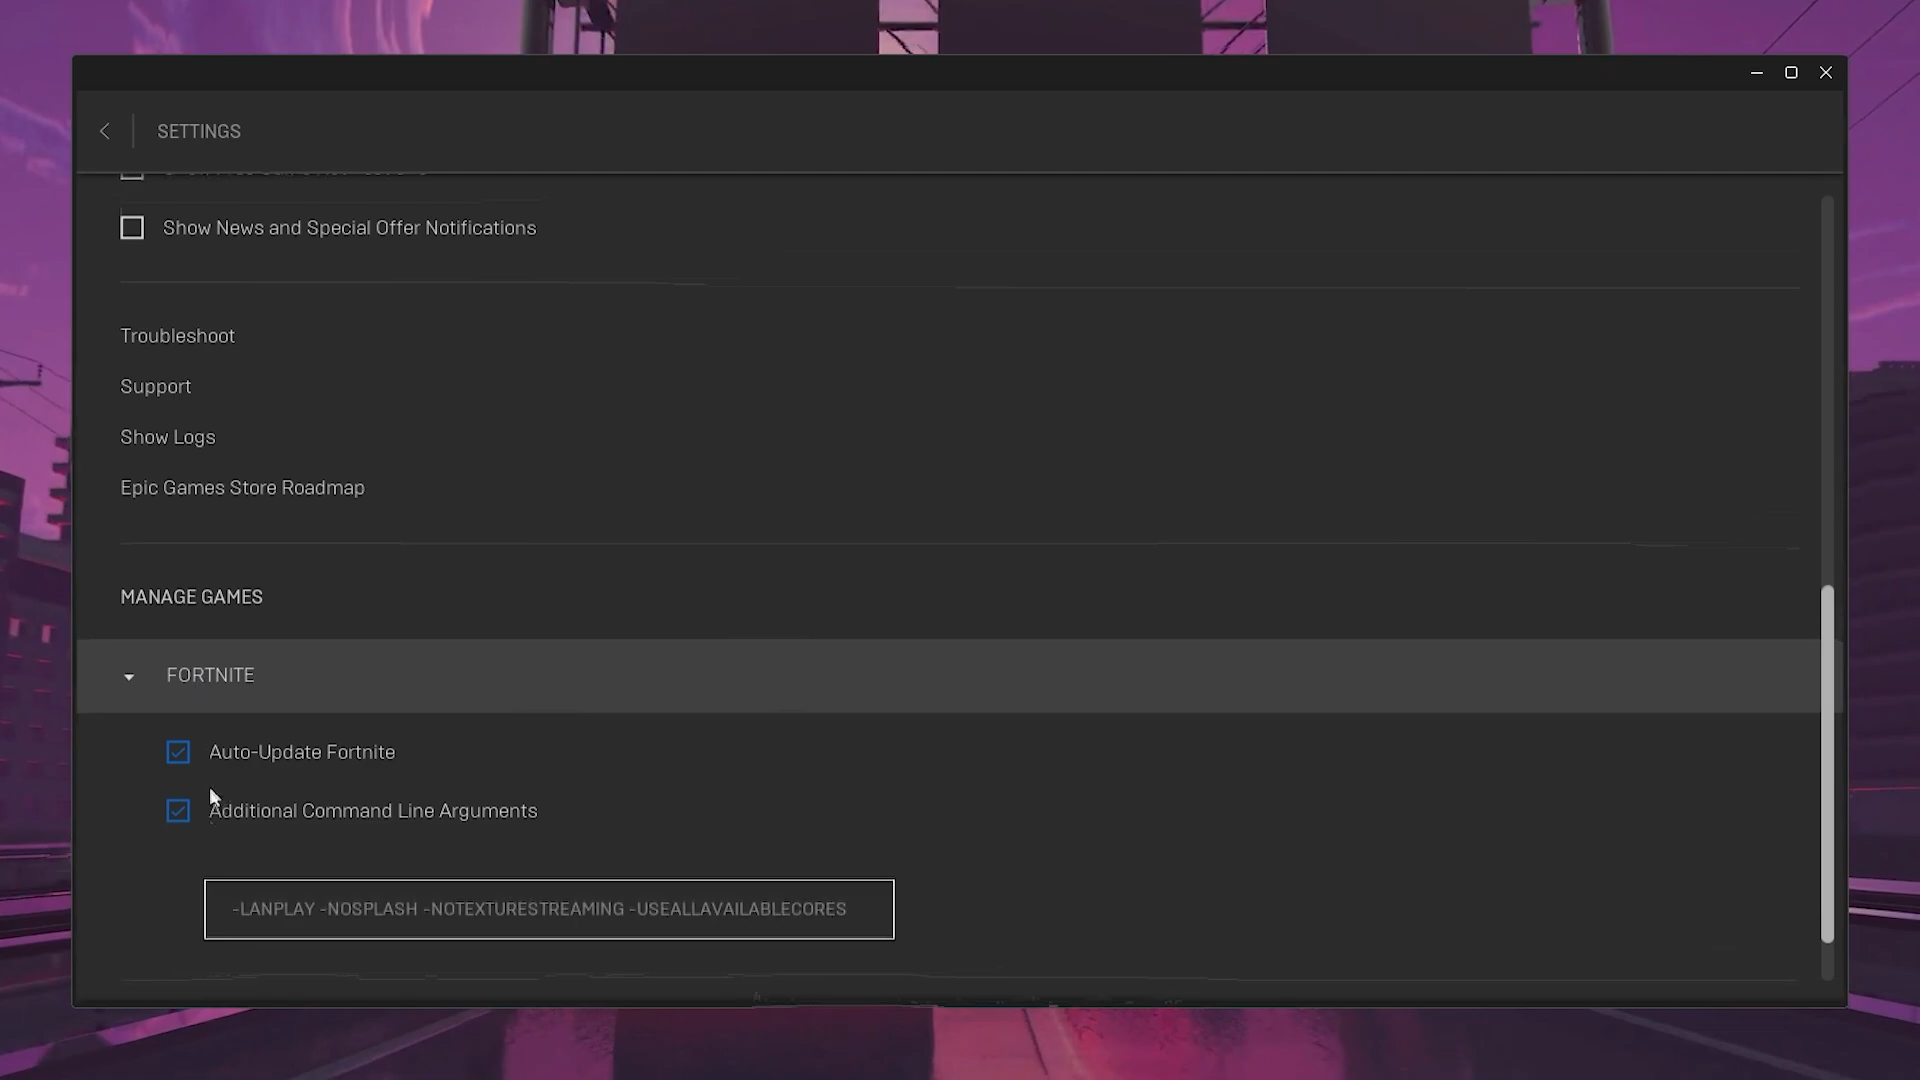 SETTINGS
Show News and Special Offer Notifications
Troubleshoot
Support
Show Logs
Epic Games Store Roadmap
MANAGE GAMES
FORTNITE
Auto-Update Fortnite
Additional Command Line Arguments
-LANPLAY -NOSPLASH -NOTEXTURESTREAMING -USEALLAVAILABLECORES